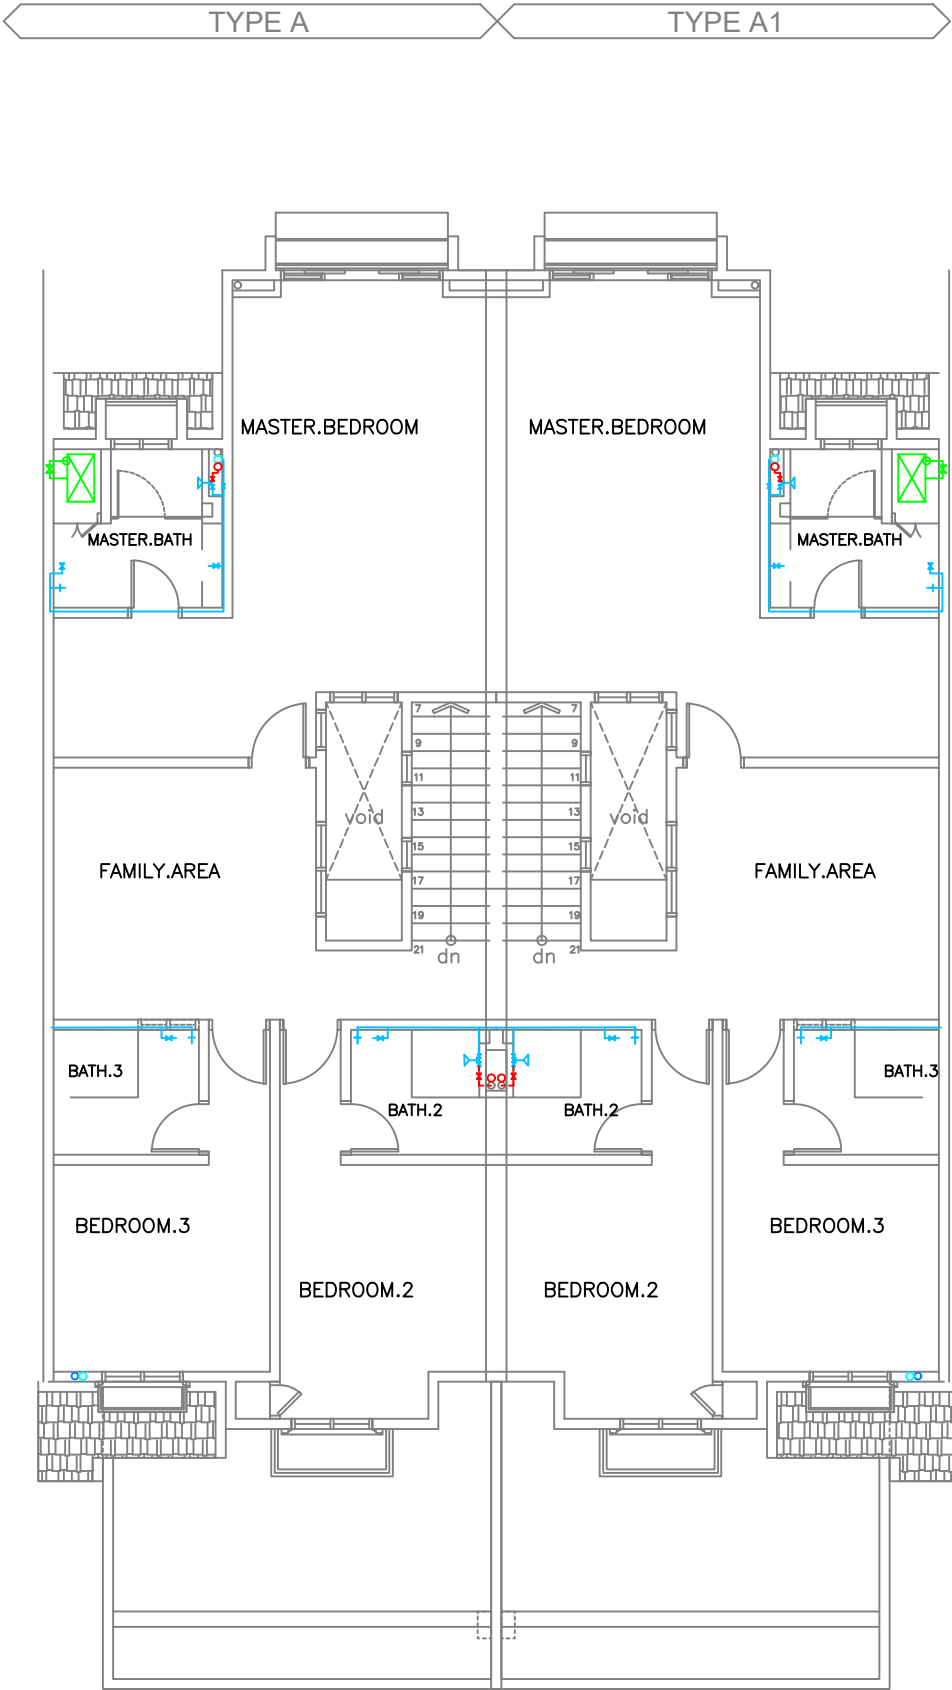 TYPE A TYPE A1
MASTER.BEDROOM MASTER.BEDROOM
MASTER.BATH MASTER.BATH
7 7
9 9
11 11
13 13
void void
15 15
FAMILY.AREA FAMILY.AREA
17 17
19 19
21 21
dn dn
BATH.3 BATH.3
BATH.2 BATH.2
BEDROOM.3 BEDROOM.3
BEDROOM.2 BEDROOM.2